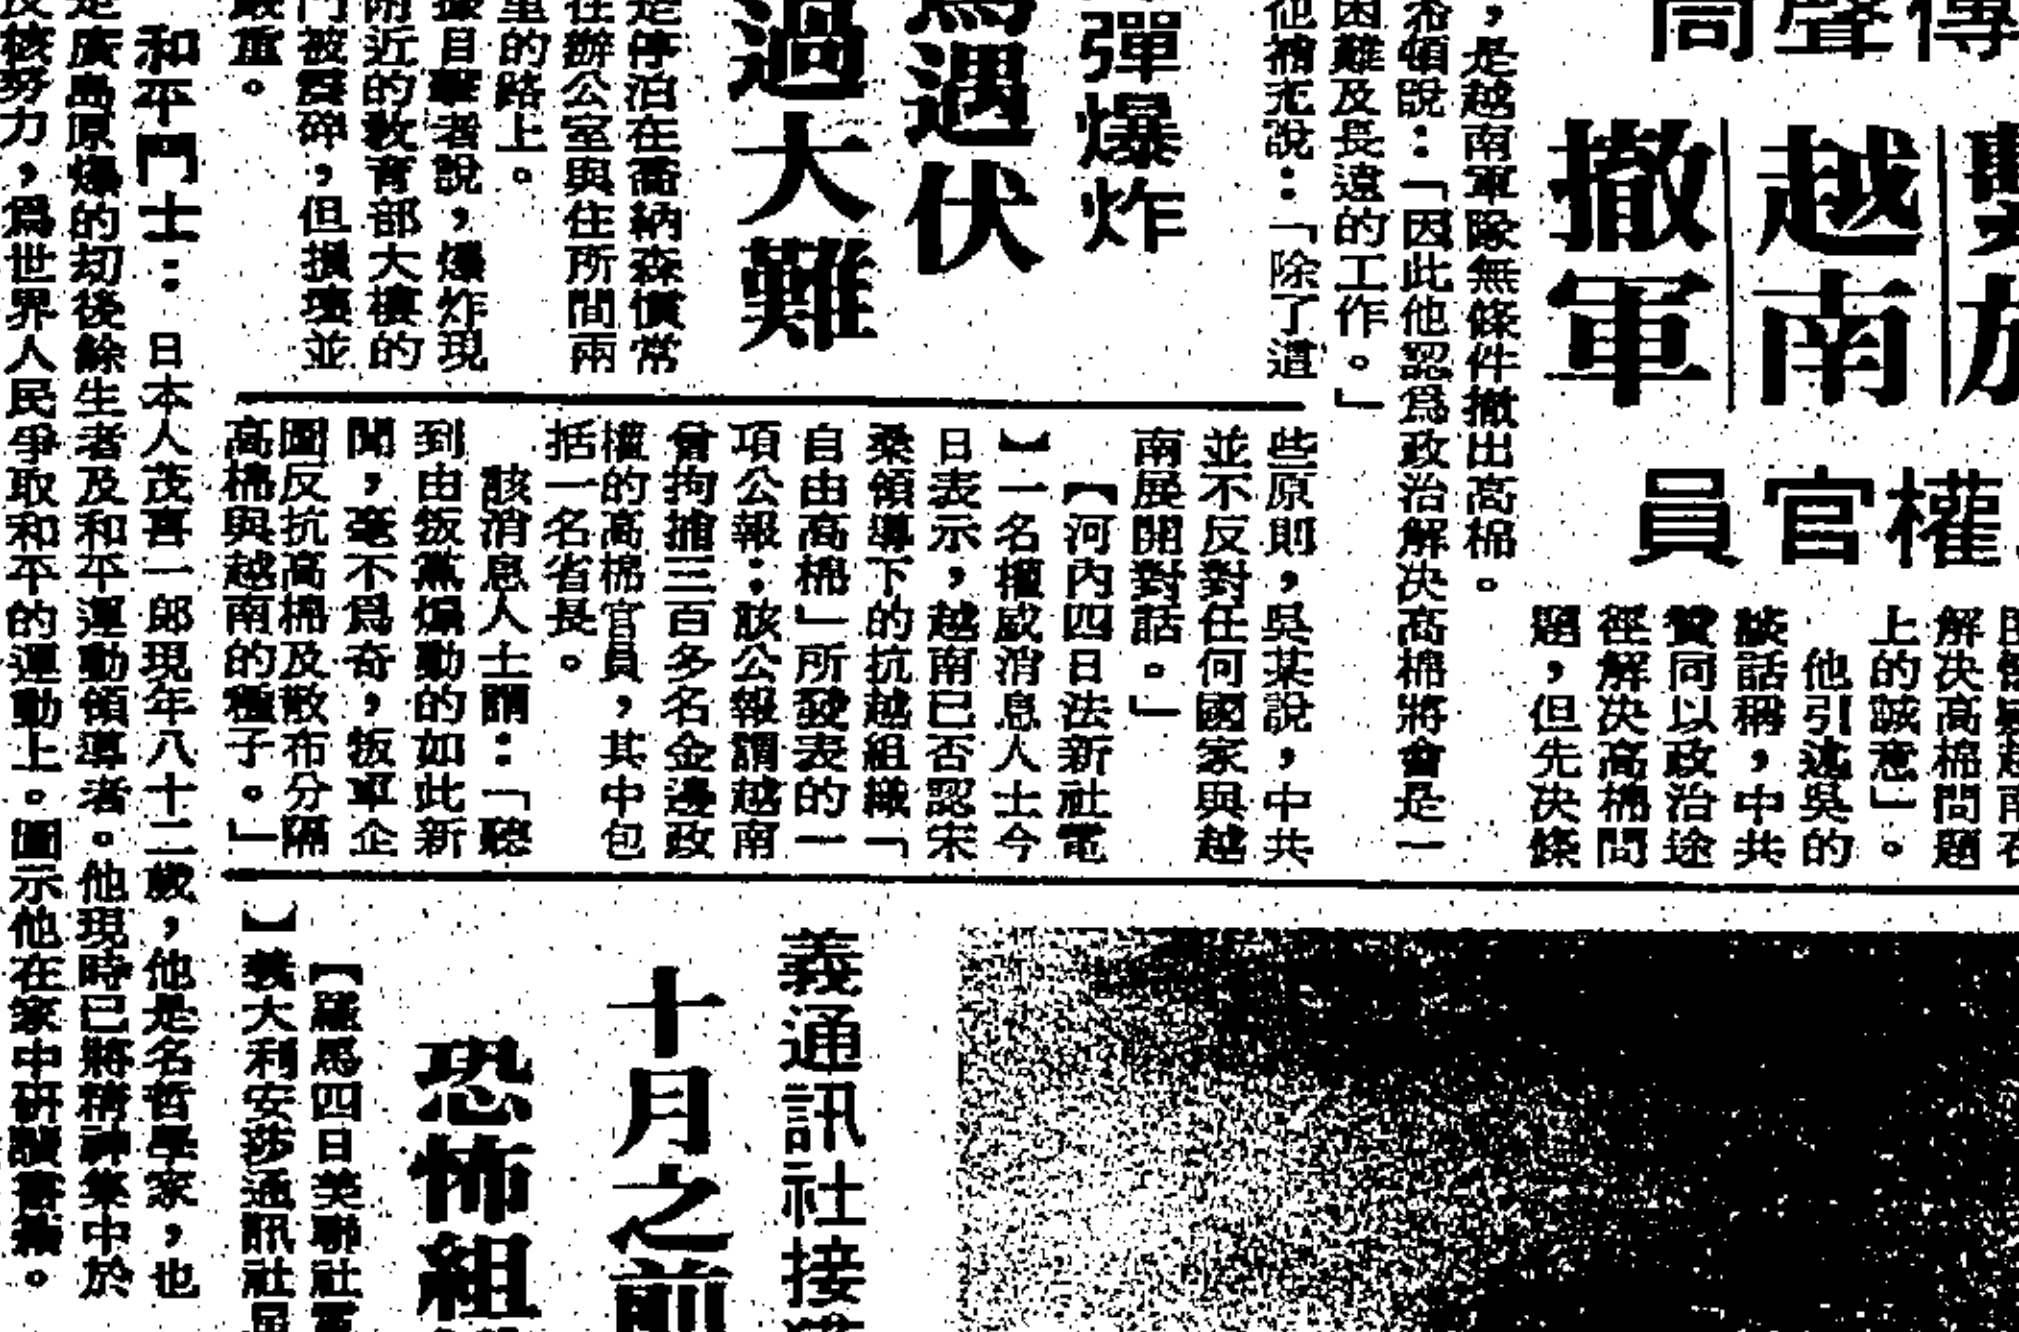 傳聲
撤軍
越南
權官員
解决高棉問題
上的誠意」。
他引述吳的
談話稱，中共
贊同以政治途
徑解决高棉問
題，但先决條
，是越南軍隊無條件撤出高棉。
頓說：「因此他認爲政治解决高棉將會是一
困難及長遠的工作。」
他補充說：「除了這
些原則，吳某說，中共
並不反對任何國家與越
南展開對話。」
【河內四日法新社電
】一名權威消息人士今
日表示，越南已否認宋
桑領導下的抗越組織「
自由高棉」所發表的一
項公報；該公報謂越南
曾拘捕三百多名金邊政
權的高棉官員，其中包
括一名省長。
該消息人士謂：「聽
到由叛黨煽動的如此新
聞，毫不爲奇，叛軍企
圖反抗高棉及散布分隔
高棉與越南的種子。」
彈爆炸
遇伏
過大難
是停泊在喬納森慣常
在辦公室與住所間兩
的路上。
據目擊者說，爆炸現
附近的敎育部大樓的
門被震碎，但損壞並
嚴重。
和平鬥士：日本人茂喜一郎現年八十二歲，他是名哲學家，也
是廣島原爆的刧後餘生者及和平運動領導者。他現時已將精神集中於
反核努力，爲世界人民爭取和平的運動上。圖示他在家中研讀書籍。
義通訊社接
十月之前
恐怖組
【羅馬四日美聯社電
】義大利安莎通訊社